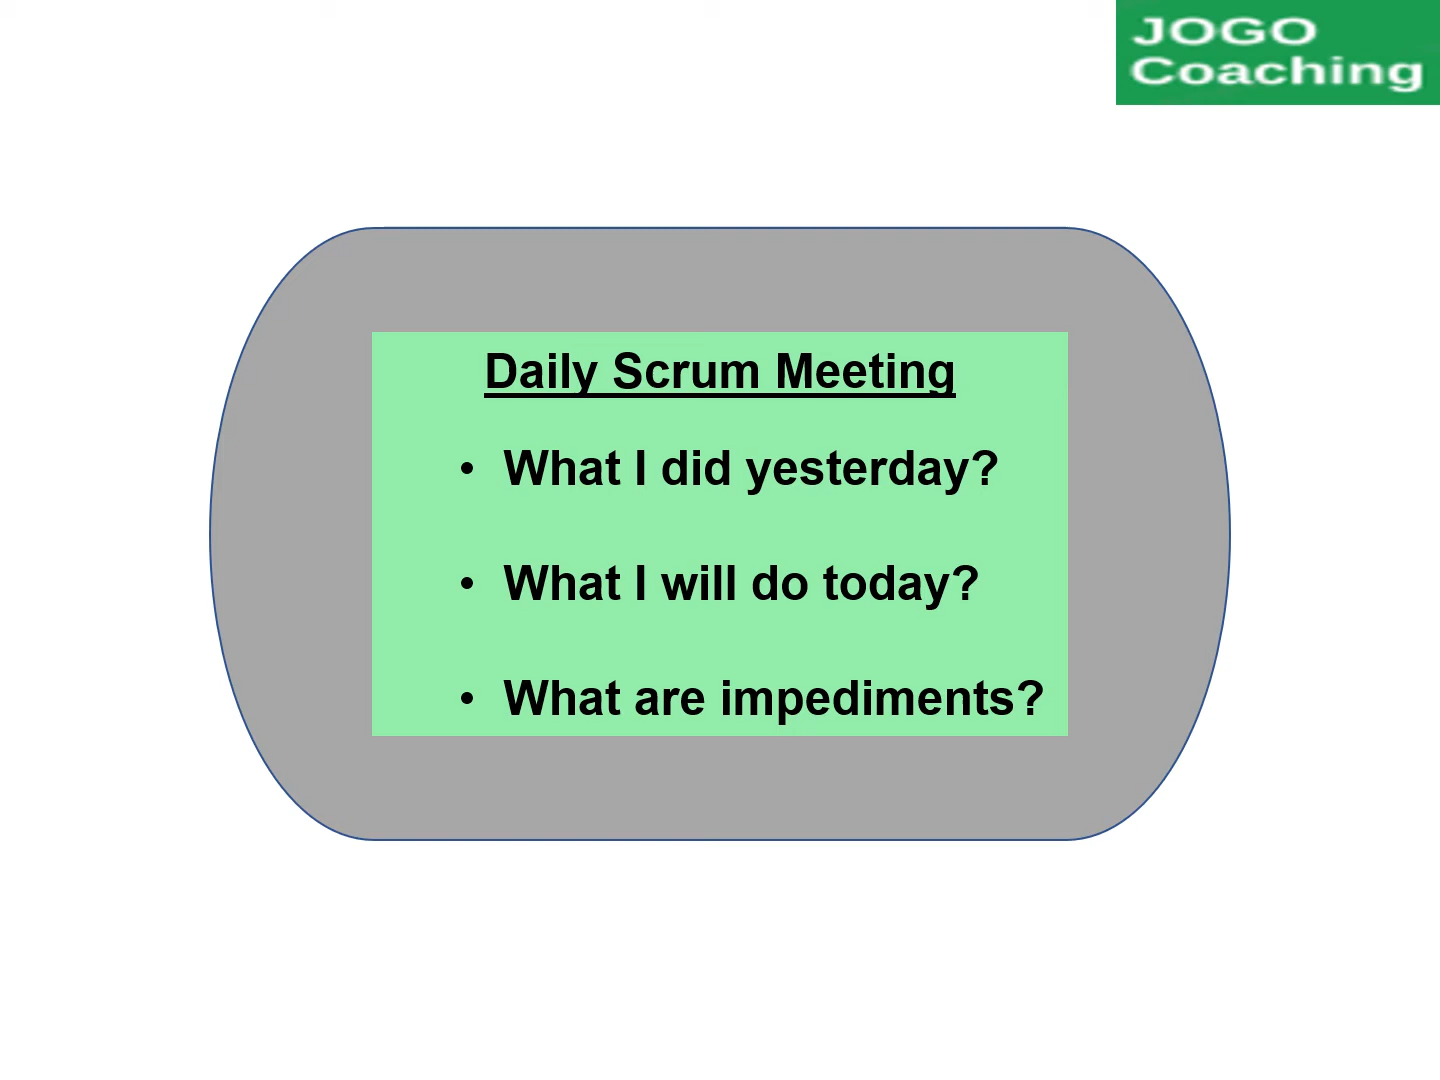 JOGO
Coaching
Daily Scrum Meeting
• What I did yesterday?
• What I will do today?
• What are impediments?